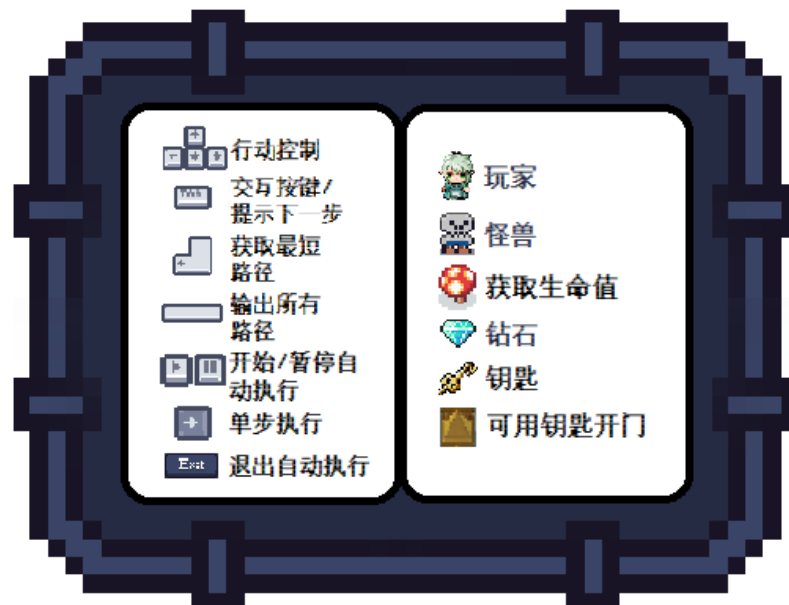 行动控制
Tab
交互按键/
提示下一步
获取最短
路径
输出所有
路径
开始/暂停自
动执行
单步执行
Exit
退出自动执行
玩家
怪兽
获取生命值
钻石
钥匙
可用钥匙开门